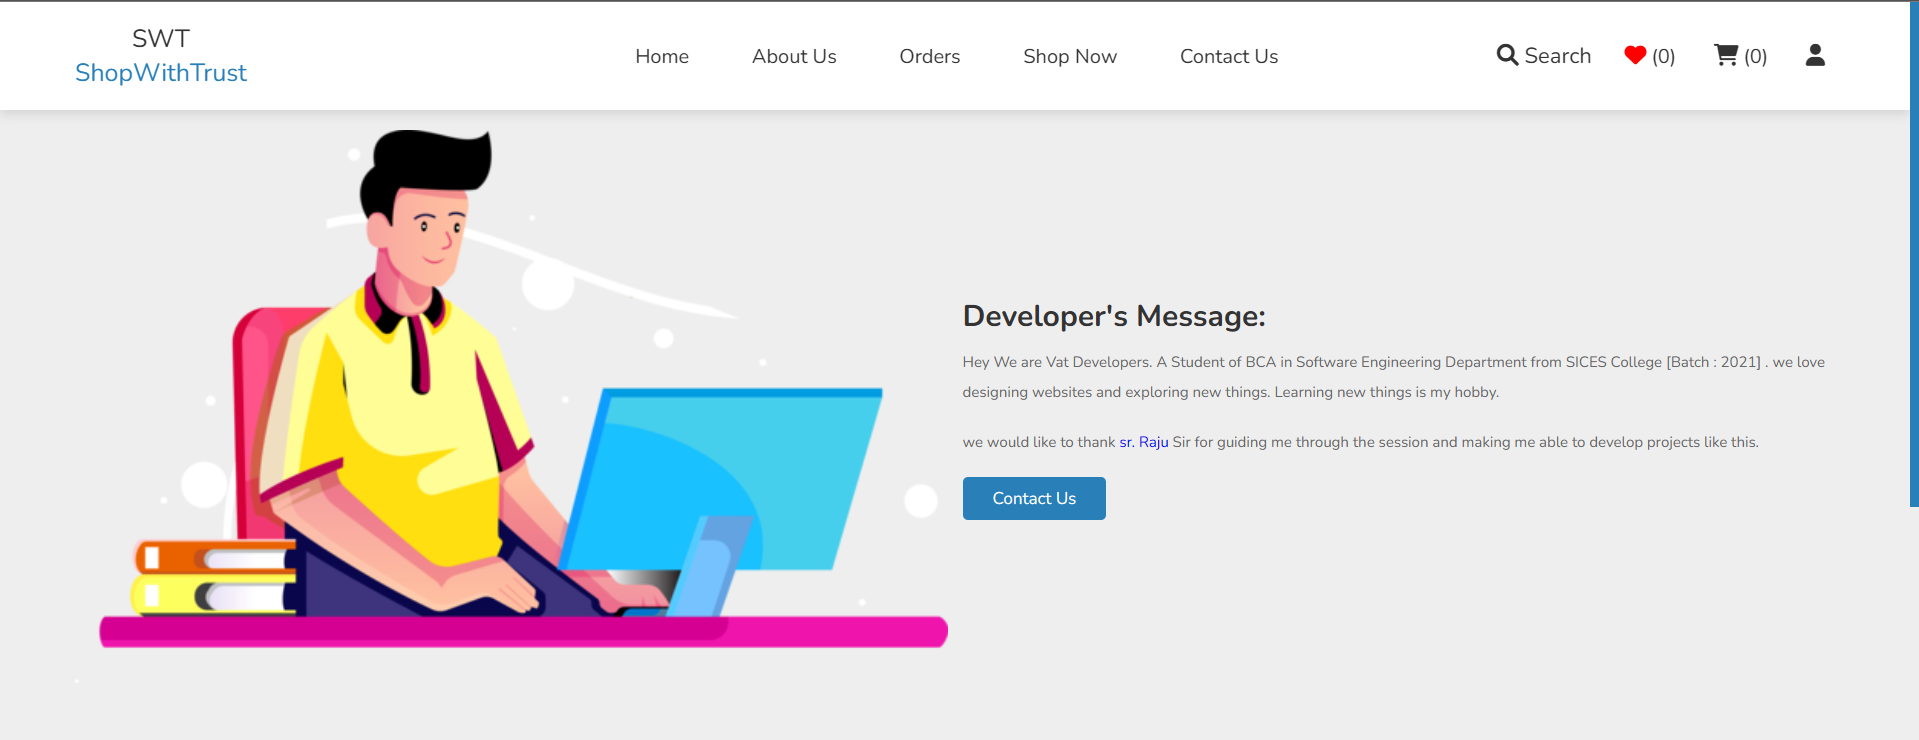 SWT
ShopWithTrust
Home
About Us
Orders
Shop Now
Contact Us
Search
(0)
(0)
Developer's Message:
Hey We are Vat Developers. A Student of BCA in Software Engineering Department from SICES College [Batch : 2021] . we love
designing websites and exploring new things. Learning new things is my hobby.
we would like to thank sr. Raju Sir for guiding me through the session and making me able to develop projects like this.
Contact Us